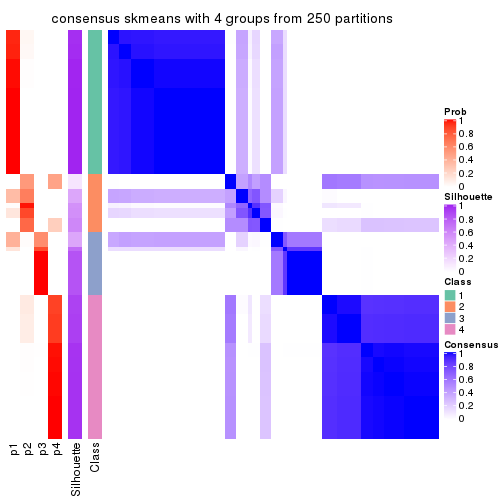 consensus skmeans with 4 groups from 250 partitions
Prob
1
0.8
0.6
0.4
0.2
0
Silhouette
1
0.8
0.6
0.4
0.2
0
Class
1
2
3
4
Consensus
1
0.8
0.6
0.4
0.2
0
p1
p2
p3
p4
Silhouette
Class